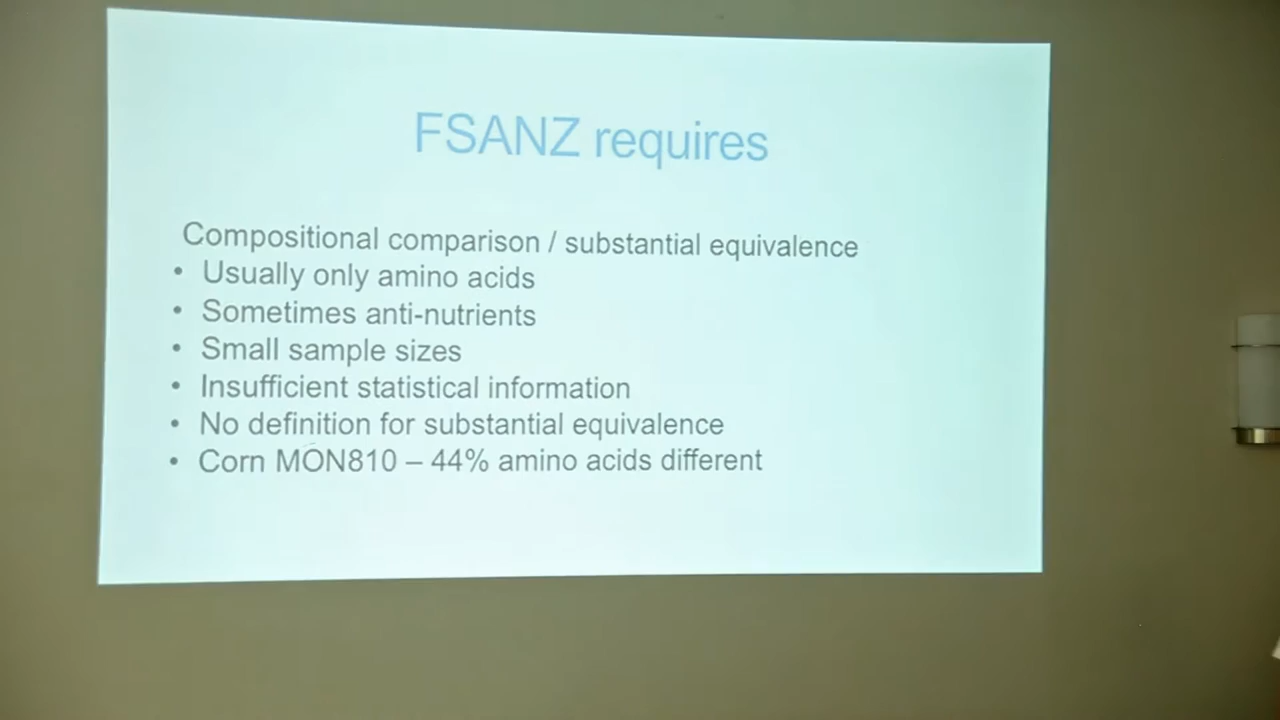 FSANZ requires
Compositional comparison / substantial equivalence
• Usually only amino acids
• Sometimes anti-nutrients
• Small sample sizes
• Insufficient statistical information
• No definition for substantial equivalence
• Corn MON810 – 44% amino acids different